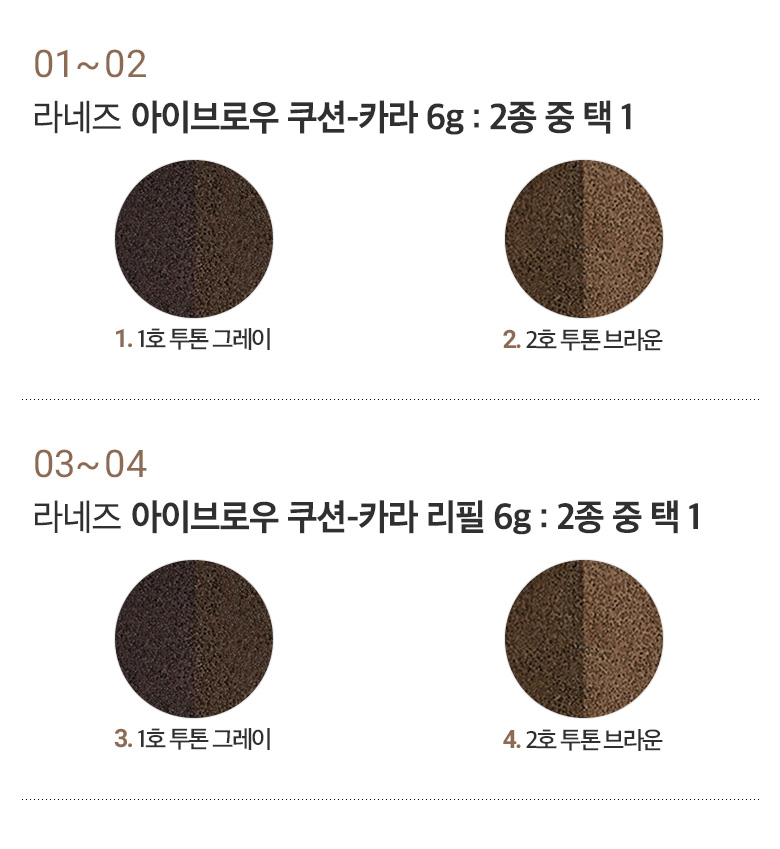 01~02
라네즈 아이브로우 쿠션-카라 6g : 2종 중 택 1
1. 1호 투톤 그레이
2. 2호 투톤 브라운
03~04
라네즈 아이브로우 쿠션-카라 리필 6g : 2종 중 택 1
3. 1호 투톤 그레이
4. 2호 투톤 브라운